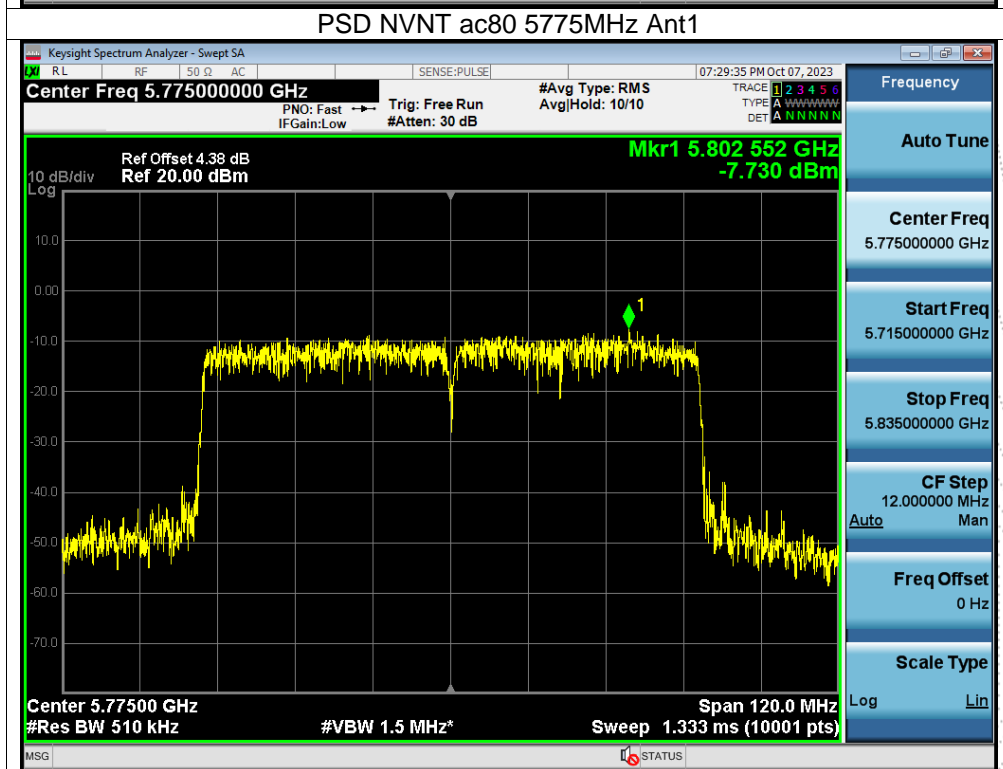 PSD NVNT ac80 5775MHz Ant1
Keysight Spectrum Analyzer - Swept SA
LXI RL RF 50 Ω AC SENSE:PULSE 07:29:35 PM Oct 07, 2023
Center Freq 5.775000000 GHz #Avg Type: RMS TRACE 1 2 3 4 5 6
PNO: Fast Trig: Free Run Avg|Hold: 10/10 TYPE A WWWWW
IFGain:Low #Atten: 30 dB DET A N N N N N
Frequency
Mkr1 5.802 552 GHz
-7.730 dBm
Ref Offset 4.38 dB
10 dB/div Ref 20.00 dBm
Log
10.0
0.00
-10.0
-20.0
-30.0
-40.0
-50.0
-60.0
-70.0
1
Center 5.77500 GHz Span 120.0 MHz
#Res BW 510 kHz #VBW 1.5 MHz* Sweep 1.333 ms (10001 pts)
Auto Tune
Center Freq
5.775000000 GHz
Start Freq
5.715000000 GHz
Stop Freq
5.835000000 GHz
CF Step
12.000000 MHz
Auto Man
Freq Offset
0 Hz
Scale Type
Log Lin
MSG STATUS